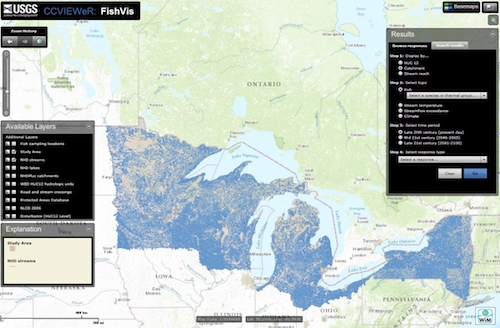 USGS
CCVIEWeR: FishVis
Basemaps
Zoom History
Results
Browse responses
Search results
Step 1: Display by...
HUC 12
Catchment
Stream reach
Step 2: Select topic
Fish
Select a species or thermal group...
Stream temperature
Streamflow exceedance
Climate
Step 3: Select time period
Late 20th century (present day)
Mid 21st century (2046-2065)
Late 21st century (2081-2100)
Step 4: Select response type
Select a response...
Clear
Go
Available Layers
Additional Layers
Fish sampling locations
Study Area
NHD streams
NHD lakes
NHDPlus catchments
WBD HUC12 hydrologic units
Road and stream crossings
Protected Areas Database
NLCD 2006
Disturbance (HUC12 Level)
Explanation
Study Area
NHD streams
ONTARIO
Lake Superior
Lake Huron
Lake Ontario
IOWA
ILLINOIS
OHIO
PENNSYLVANIA
WiM